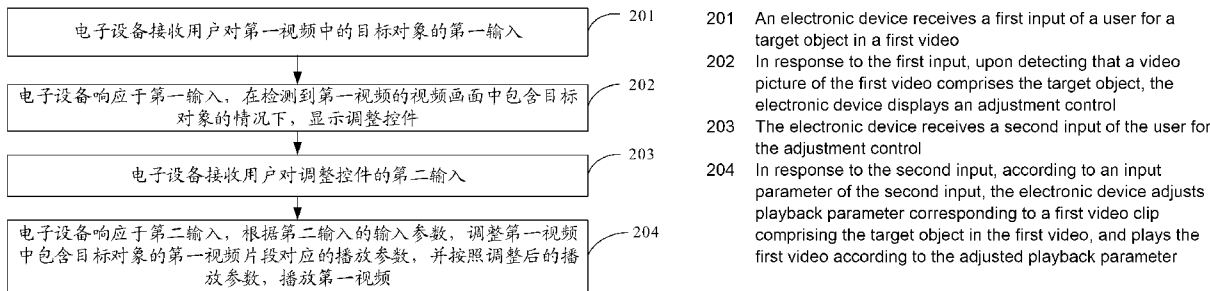 电子设备接收用户对第一视频中的目标对象的第一输入
201
电子设备响应于第一输入，在检测到第一视频的视频画面中包含目标
对象的情况下，显示调整控件
202
电子设备接收用户对调整控件的第二输入
203
电子设备响应于第二输入，根据第二输入的输入参数，调整第一视频
中包含目标对象的第一视频片段对应的播放参数，并按照调整后的播
放参数，播放第一视频
204
201 An electronic device receives a first input of a user for a
target object in a first video
202 In response to the first input, upon detecting that a video
picture of the first video comprises the target object, the
electronic device displays an adjustment control
203 The electronic device receives a second input of the user for
the adjustment control
204 In response to the second input, according to an input
parameter of the second input, the electronic device adjusts
playback parameter corresponding to a first video clip
comprising the target object in the first video, and plays the
first video according to the adjusted playback parameter